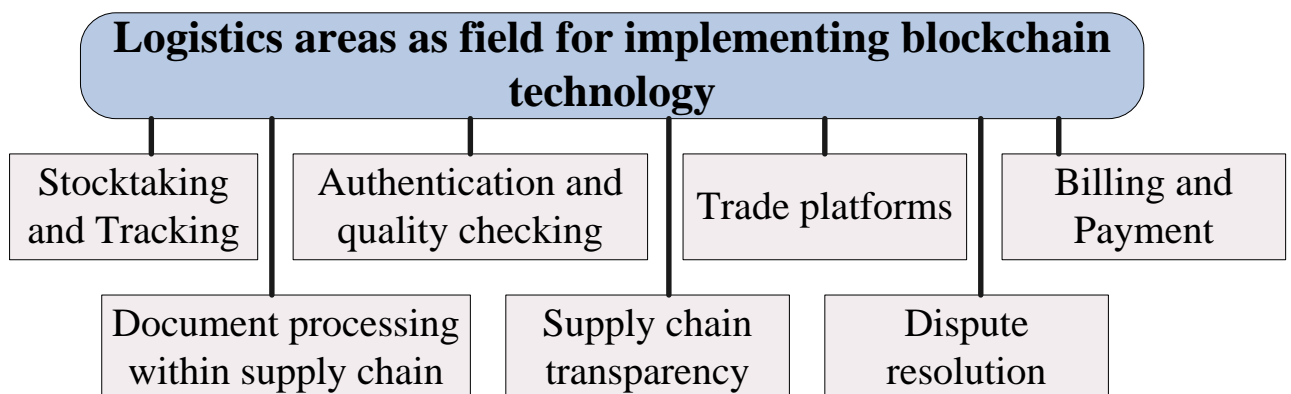 Logistics areas as field for implementing blockchain
technology
Stocktaking
and Tracking
Authentication and
quality checking
Trade platforms
Billing and
Payment
Document processing
within supply chain
Supply chain
transparency
Dispute
resolution